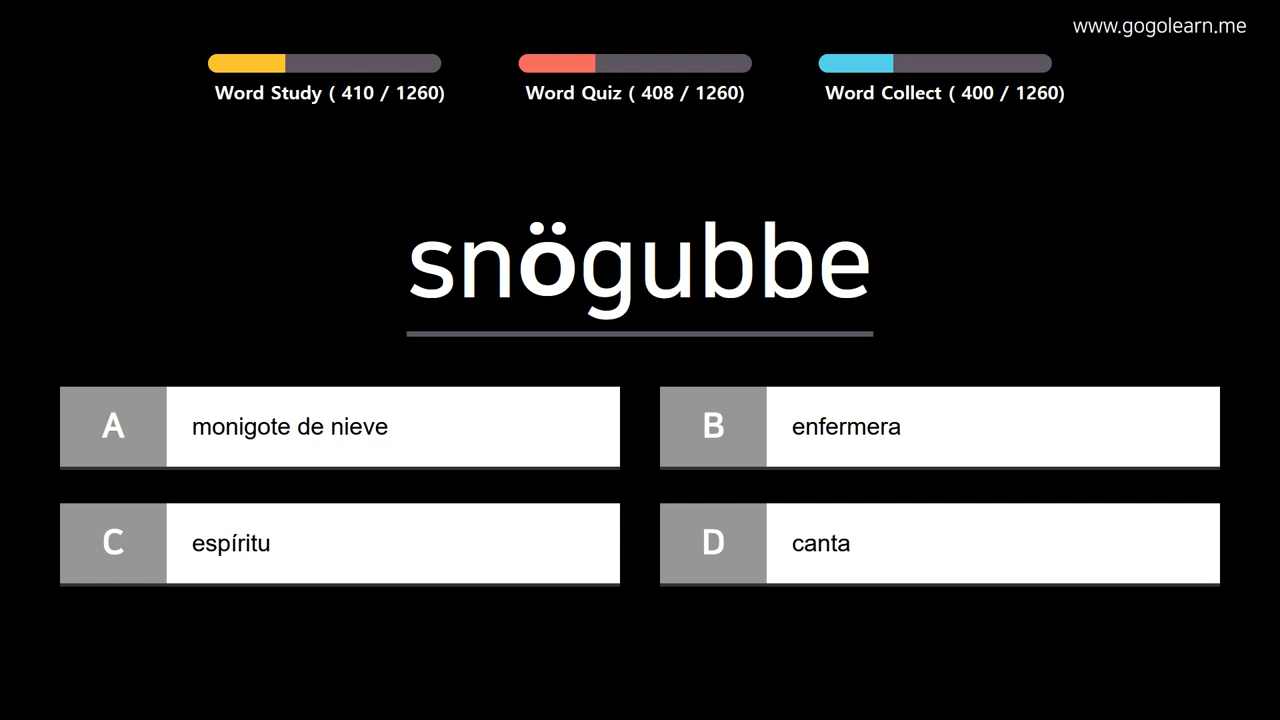 www.gogolearn.me
Word Study ( 410 / 1260)
Word Quiz ( 408 / 1260)
Word Collect ( 400 / 1260)
snögubbe
A monigote de nieve
B enfermera
C espíritu
D canta